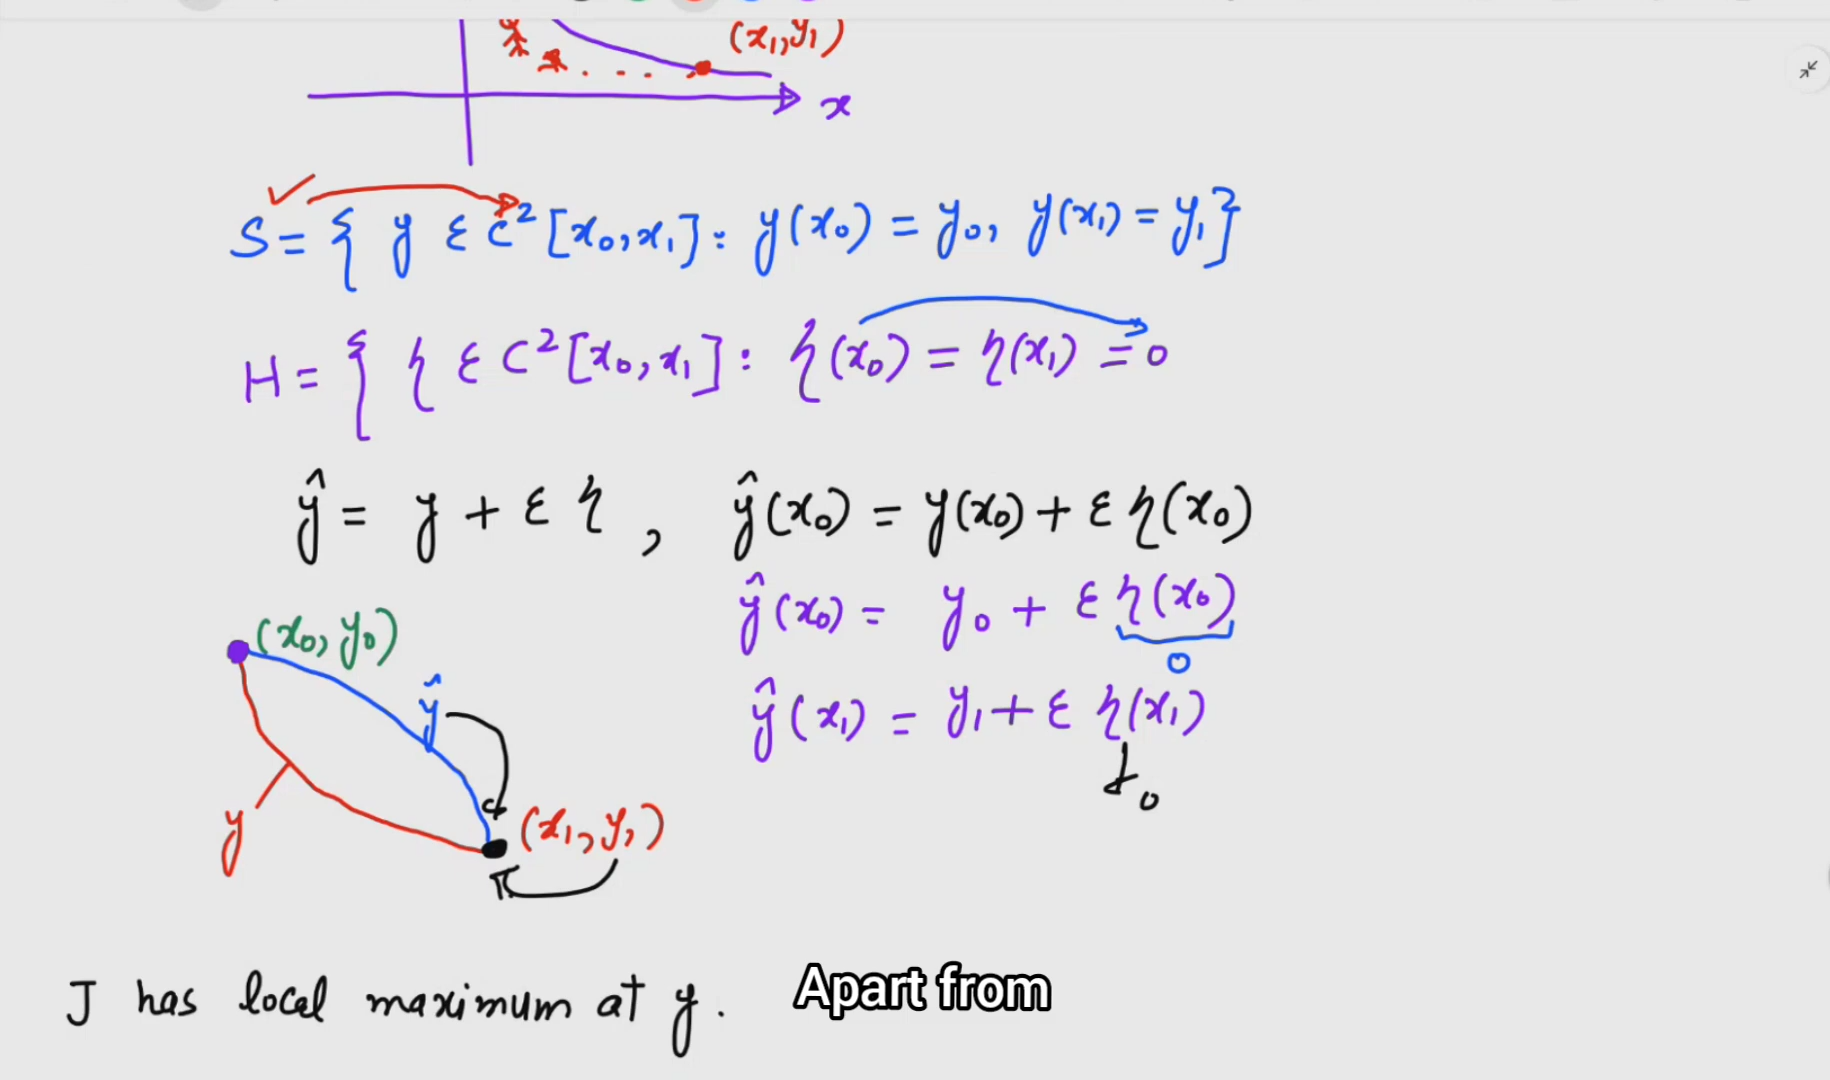 (x₁,y₁)
x
S = { y ε C²[x₀,x₁] : y(x₀) = y₀, y(x₁) = y₁}
H = { η ε C²[x₀,x₁] : η(x₀) = η(x₁) = 0
ŷ = y + ε η , ŷ(x₀) = y(x₀) + ε η(x₀)
ŷ(x₀) = y₀ + ε η(x₀)
0
(x₀,y₀)
ŷ
ŷ(x₁) = y₁ + ε η(x₁)
0
y
(x₁,y₁)
J has local maximum at y.
Apart from